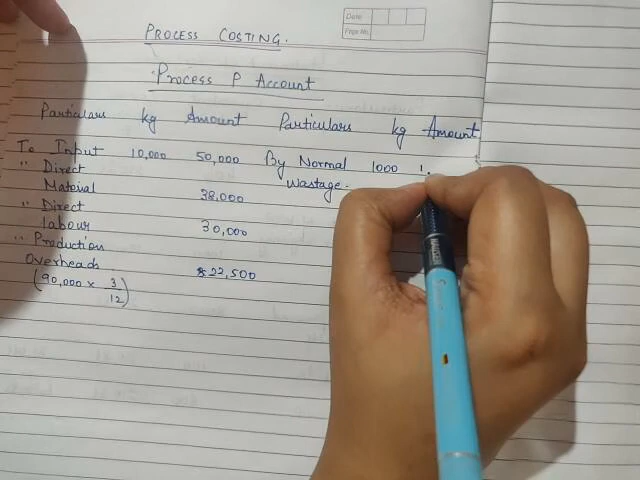 PROCESS COSTING.
Date
Page No.
Process P Account
Particulars kg Amount Particulars kg Amount
To Input 10,000 50,000 By Normal 1000 1
" Direct Wastage.
Material 38,000
" Direct
labour 30,000
" Production
Overheads 22,500
(90,000 × 3/12)